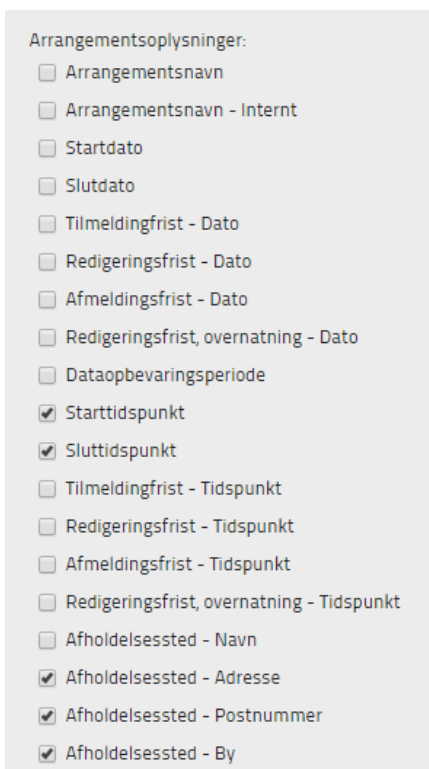 Arrangementsoplysninger:
Arrangementsnavn
Arrangementsnavn - Internt
Startdato
Slutdato
Tilmeldingfrist - Dato
Redigeringsfrist - Dato
Afmeldingsfrist - Dato
Redigeringsfrist, overnatning - Dato
Dataopbevaringsperiode
Starttidspunkt
Sluttidspunkt
Tilmeldingfrist - Tidspunkt
Redigeringsfrist - Tidspunkt
Afmeldingsfrist - Tidspunkt
Redigeringsfrist, overnatning - Tidspunkt
Afholdelsessted - Navn
Afholdelsessted - Adresse
Afholdelsessted - Postnummer
Afholdelsessted - By